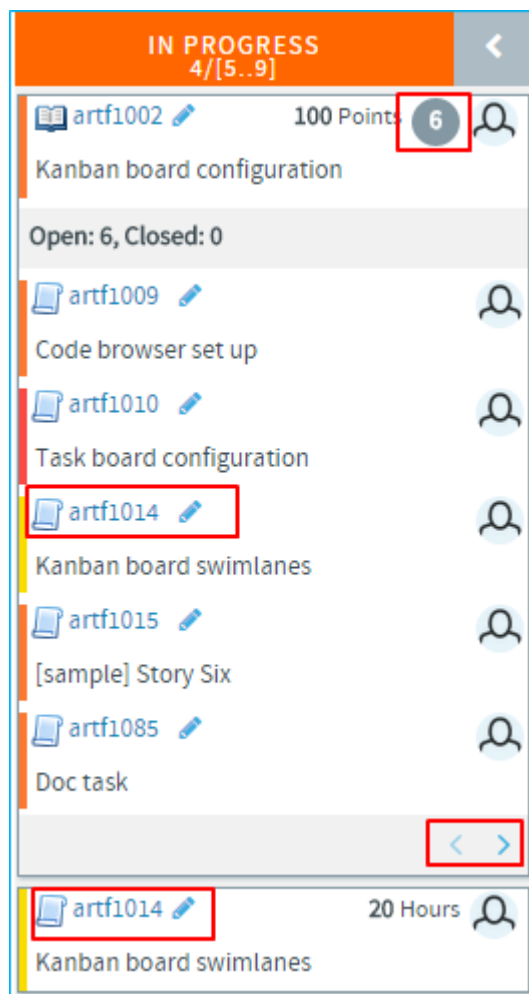 IN PROGRESS
4/[5..9]
artf1002 100 Points 6
Kanban board configuration
Open: 6, Closed: 0
artf1009
Code browser set up
artf1010
Task board configuration
artf1014
Kanban board swimlanes
artf1015
[sample] Story Six
artf1085
Doc task
artf1014 20 Hours
Kanban board swimlanes